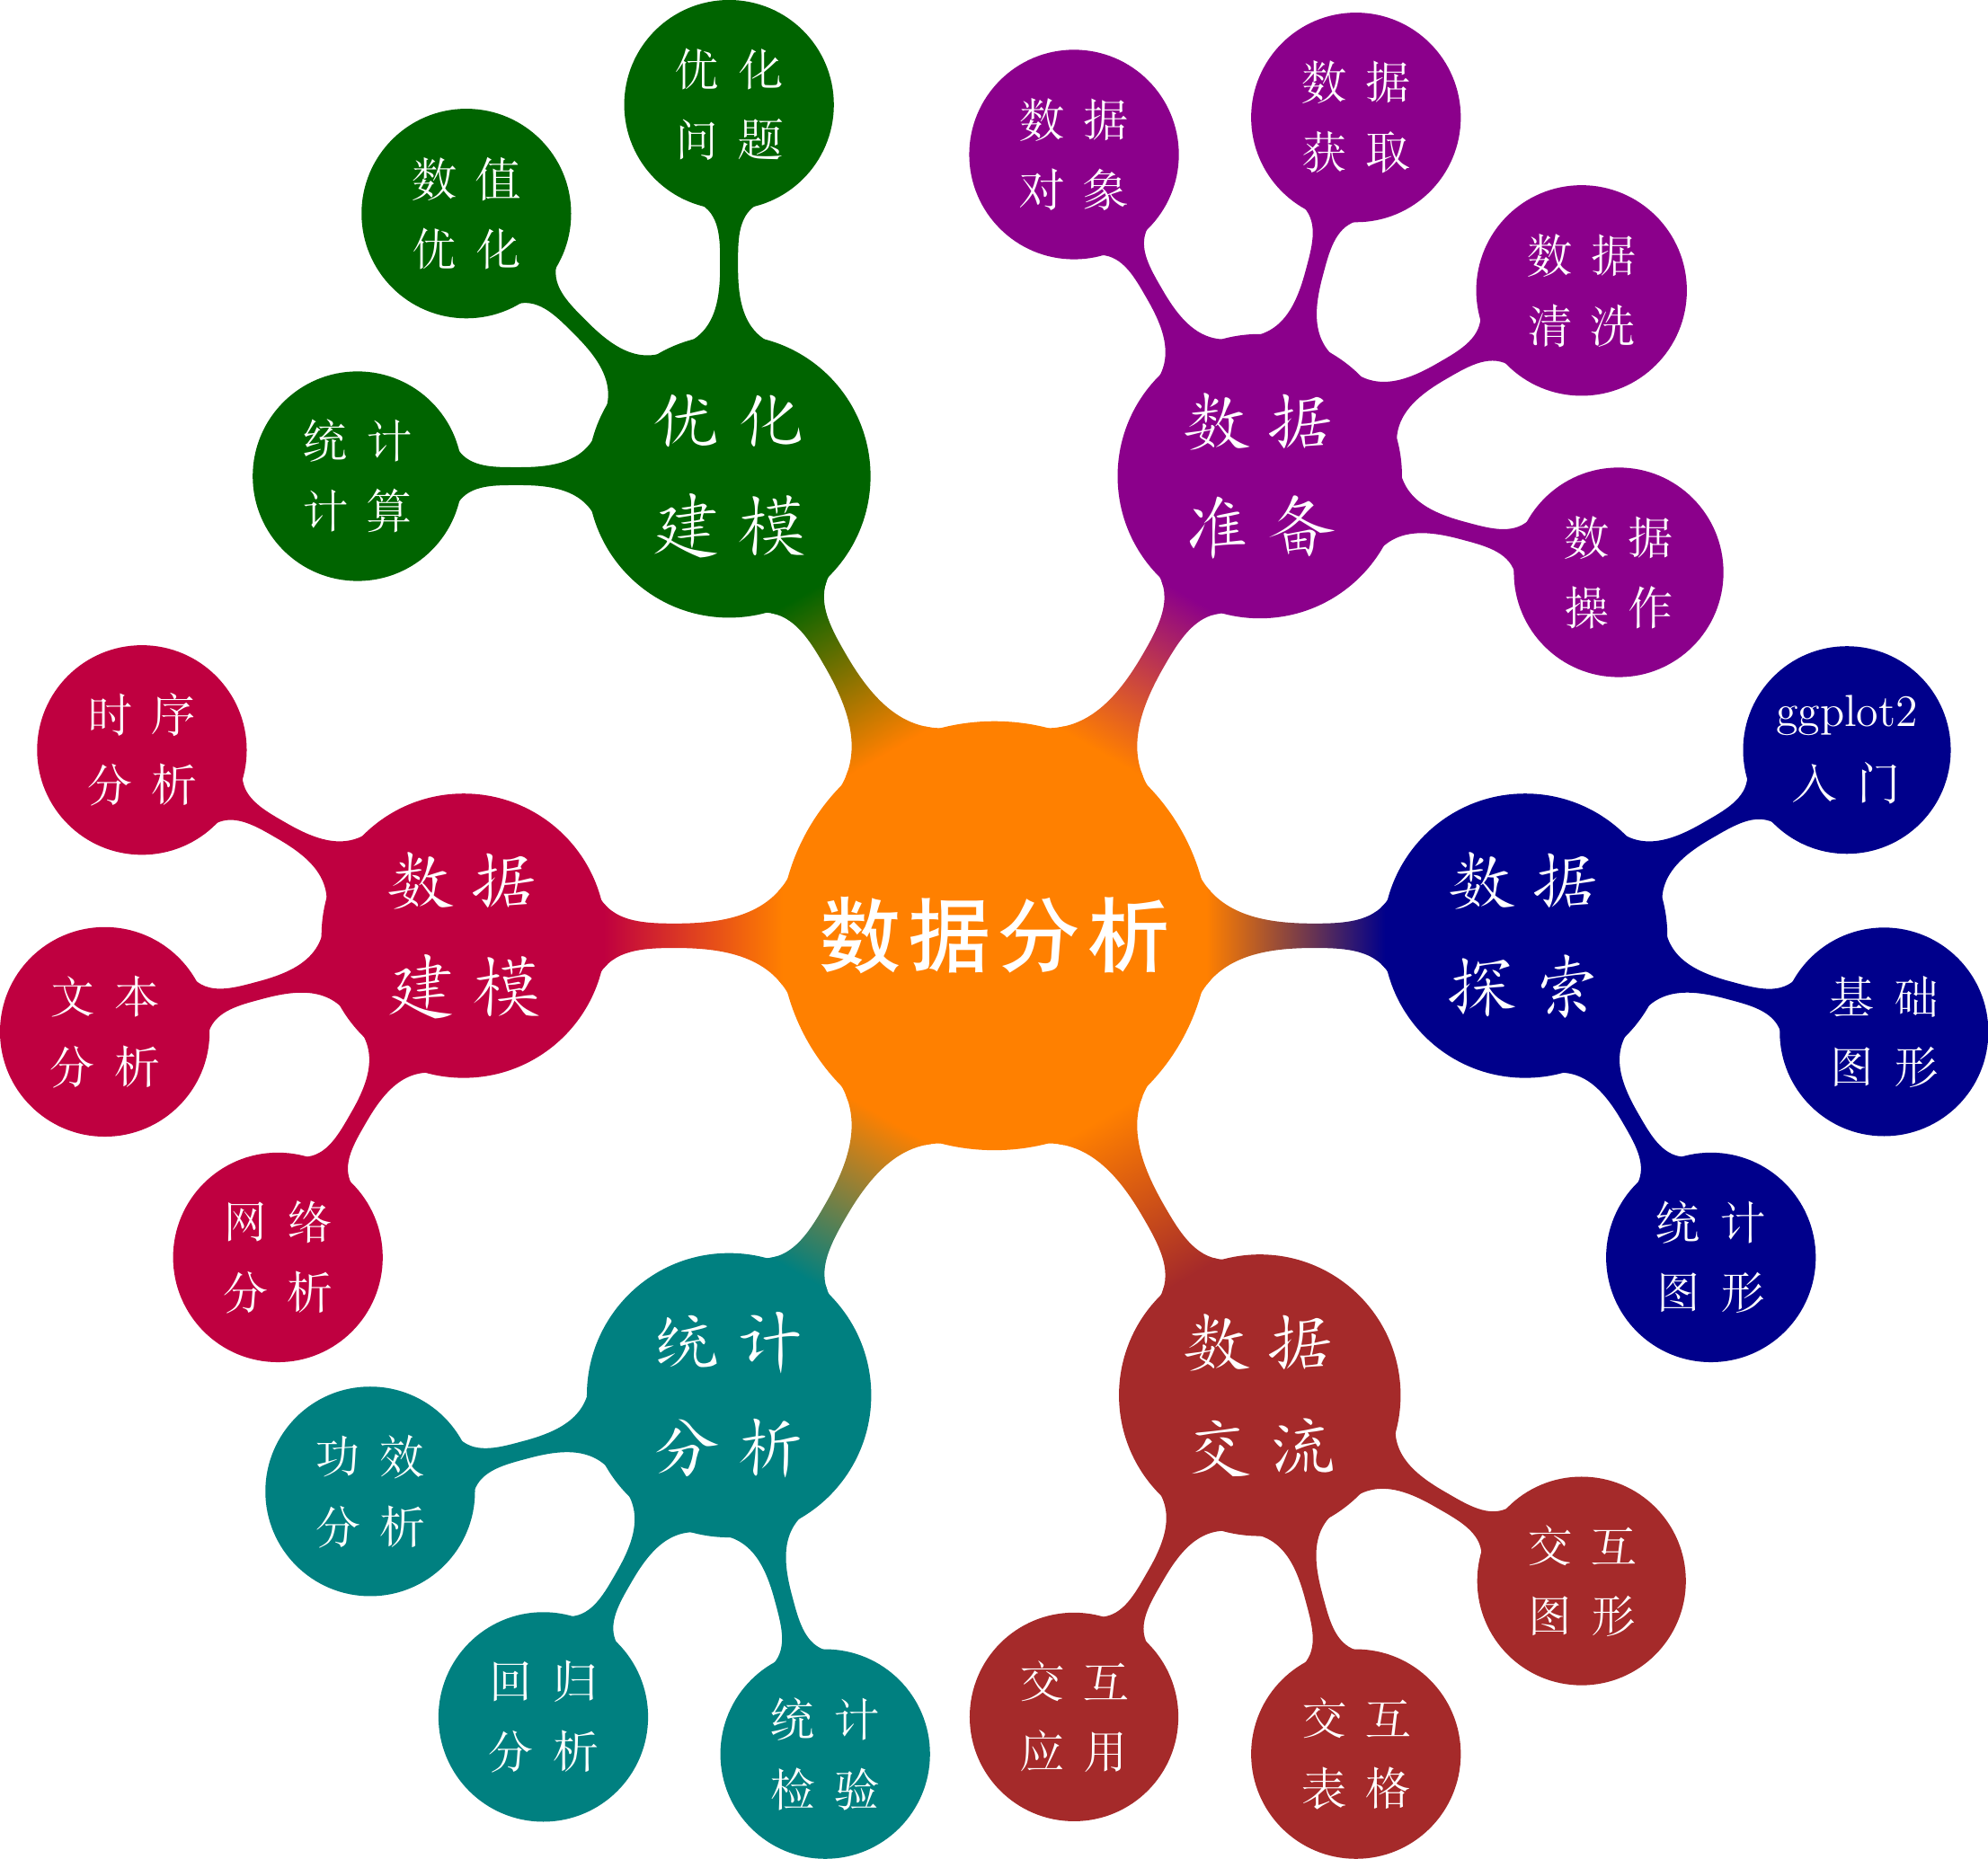 数据分析
数据
准备
数据
对象
数据
获取
数据
清洗
数据
操作
数据
探索
ggplot2
入门
基础
图形
统计
图形
数据
交流
交互
图形
交互
表格
交互
应用
统计
分析
统计
检验
回归
分析
功效
分析
数据
建模
网络
分析
文本
分析
时序
分析
优化
建模
统计
计算
数值
优化
优化
问题